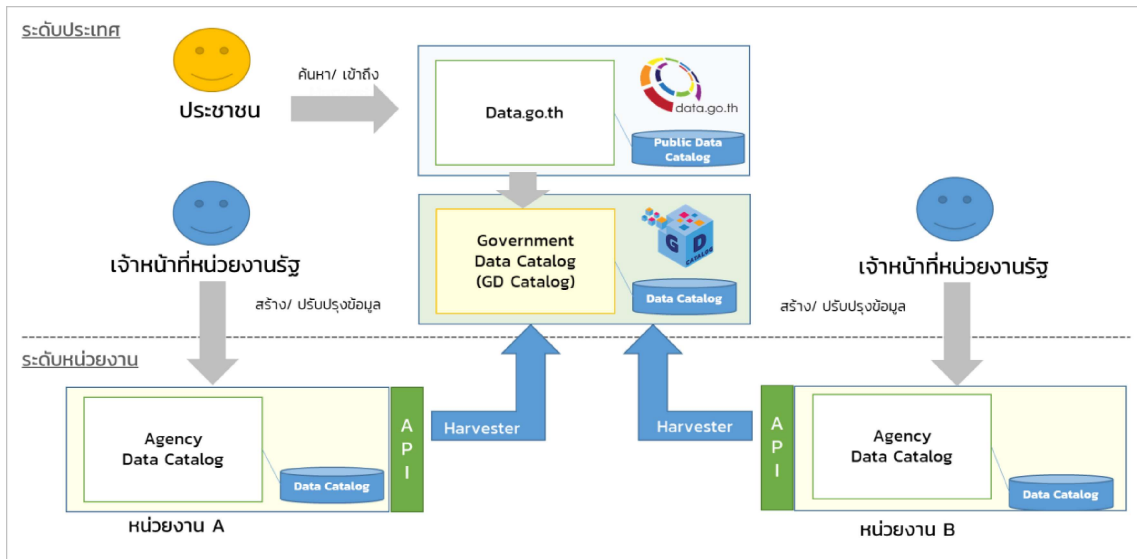 ระดับประเทศ
ประชาชน
ค้นหา/ เข้าถึง
Data.go.th
data.go.th
Public Data
Catalog
เจ้าหน้าที่หน่วยงานรัฐ
สร้าง/ ปรับปรุงข้อมูล
Government
Data Catalog
(GD Catalog)
G D
CATALOG
Data Catalog
เจ้าหน้าที่หน่วยงานรัฐ
สร้าง/ ปรับปรุงข้อมูล
ระดับหน่วยงาน
Agency
Data Catalog
Data Catalog
API
หน่วยงาน A
Harvester
Harvester
API
Agency
Data Catalog
Data Catalog
หน่วยงาน B